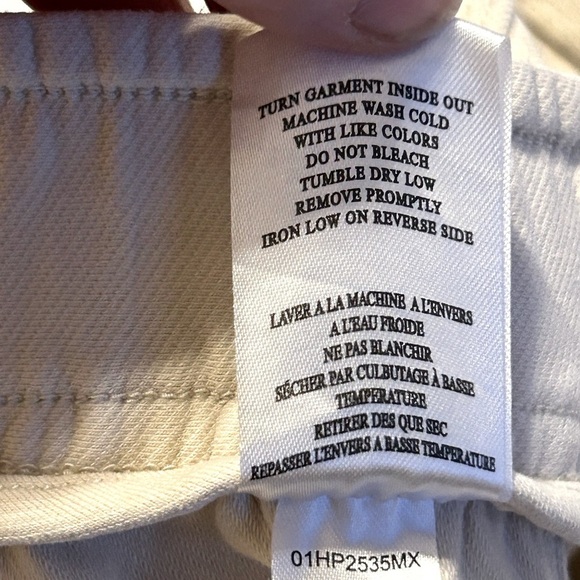 TURN GARMENT INSIDE OUT
MACHINE WASH COLD
WITH LIKE COLORS
DO NOT BLEACH
TUMBLE DRY LOW
REMOVE PROMPTLY
IRON LOW ON REVERSE SIDE
LAVER A LA MACHINE A L'ENVERS
A L'EAU FROIDE
NE PAS BLANCHIR
SÉCHER PAR CULBUTAGE À BASSE
TEMPERATURE
RETIRER DES QUE SEC
REPASSER L'ENVERS A BASSE TEMPERATURE
01HP2535MX